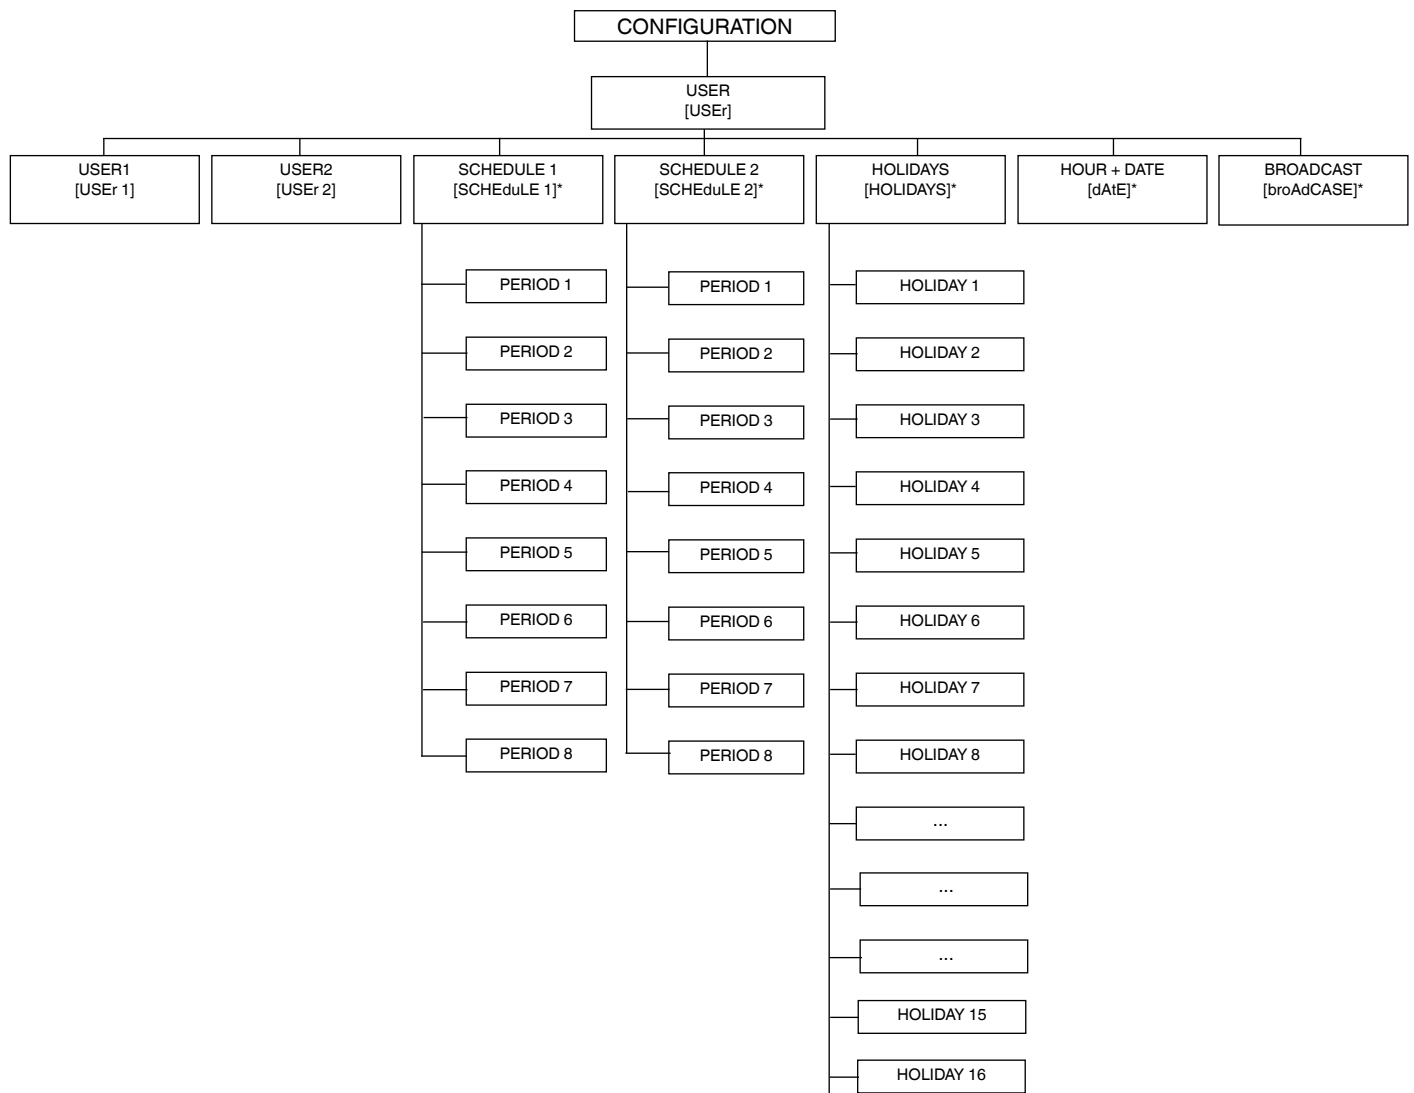 CONFIGURATION
USER
[USEr]
USER1
[USEr 1]
USER2
[USEr 2]
SCHEDULE 1
[SCHEduLE 1]*
SCHEDULE 2
[SCHEduLE 2]*
HOLIDAYS
[HOLIDAYS]*
HOUR + DATE
[dAtE]*
BROADCAST
[broAdCASE]*
PERIOD 1
PERIOD 2
PERIOD 3
PERIOD 4
PERIOD 5
PERIOD 6
PERIOD 7
PERIOD 8
PERIOD 1
PERIOD 2
PERIOD 3
PERIOD 4
PERIOD 5
PERIOD 6
PERIOD 7
PERIOD 8
HOLIDAY 1
HOLIDAY 2
HOLIDAY 3
HOLIDAY 4
HOLIDAY 5
HOLIDAY 6
HOLIDAY 7
HOLIDAY 8
...
...
...
HOLIDAY 15
HOLIDAY 16